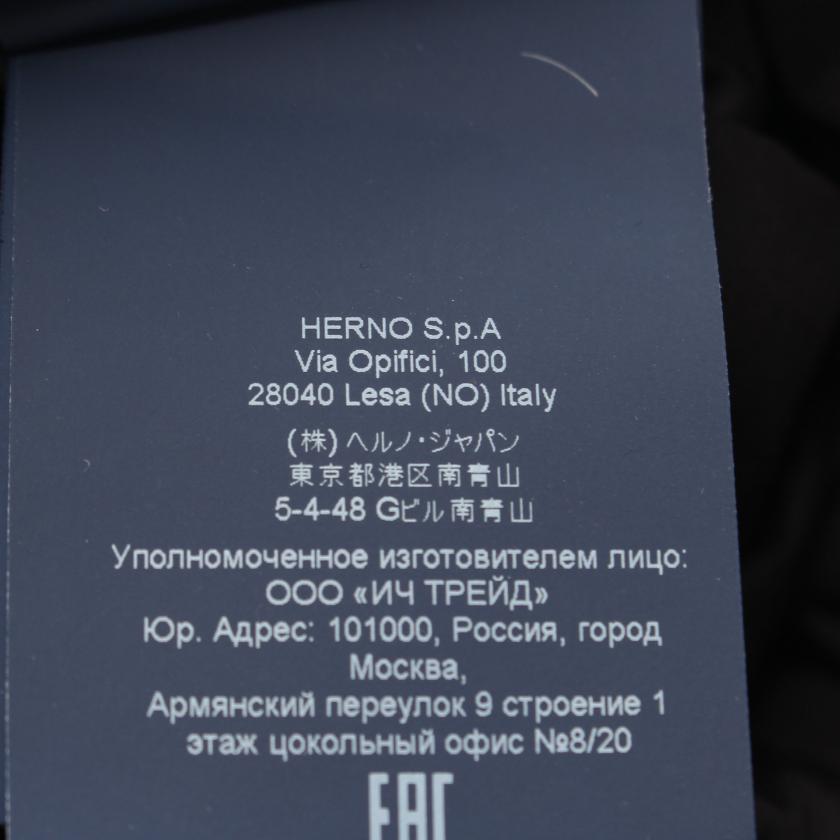 HERNO S.p.A
Via Opifici, 100
28040 Lesa (NO) Italy
(株) ヘルノ・ジャパン
東京都港区南青山
5-4-48 Gビル南青山
Уполномоченное изготовителем лицо:
ООО «ИЧ ТРЕЙД»
Юр. Адрес: 101000, Россия, город
Москва,
Армянский переулок 9 строение 1
этаж цокольный офис №8/20
EAC